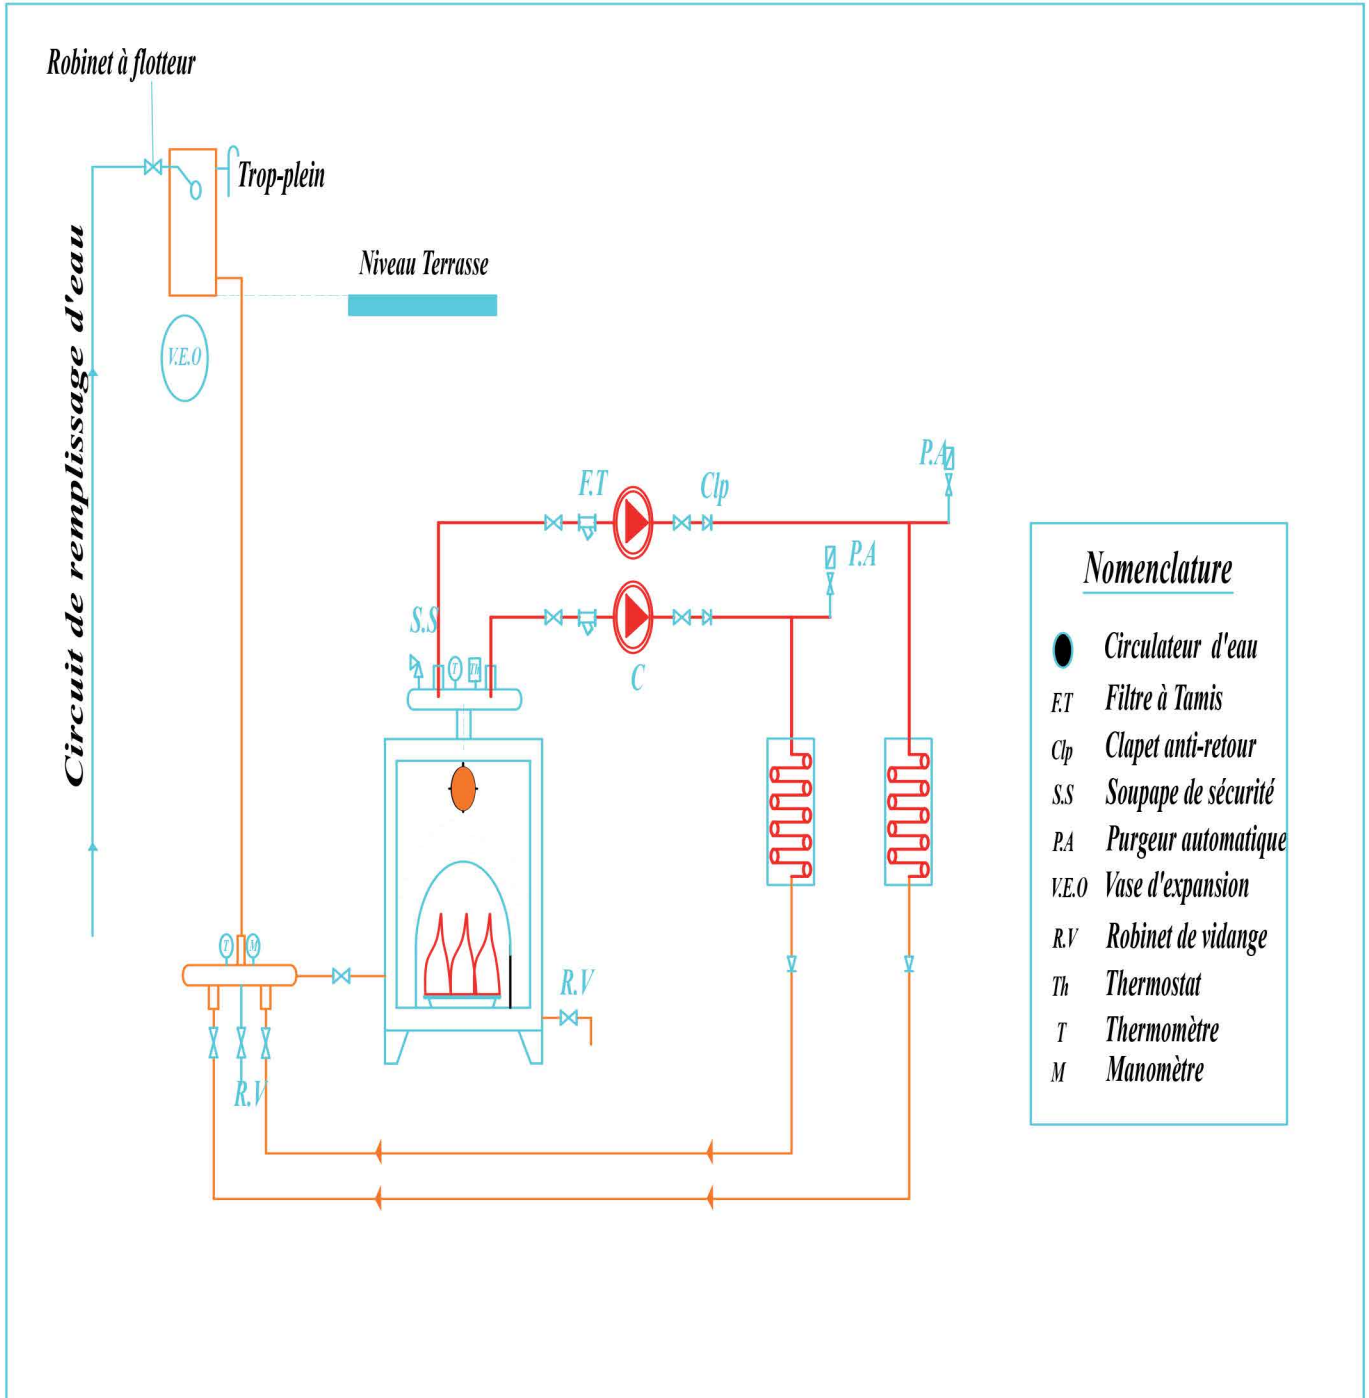 Robinet à flotteur
Trop-plein
Niveau Terrasse
Circuit de remplissage d'eau
V.E.O
P.A
F.T
Clp
P.A
S.S
T
Th
C
Nomenclature
Circulateur d'eau
F.T Filtre à Tamis
Clp Clapet anti-retour
S.S Soupape de sécurité
P.A Purgeur automatique
V.E.O Vase d'expansion
R.V Robinet de vidange
Th Thermostat
T Thermomètre
M Manomètre
T
M
R.V
R.V